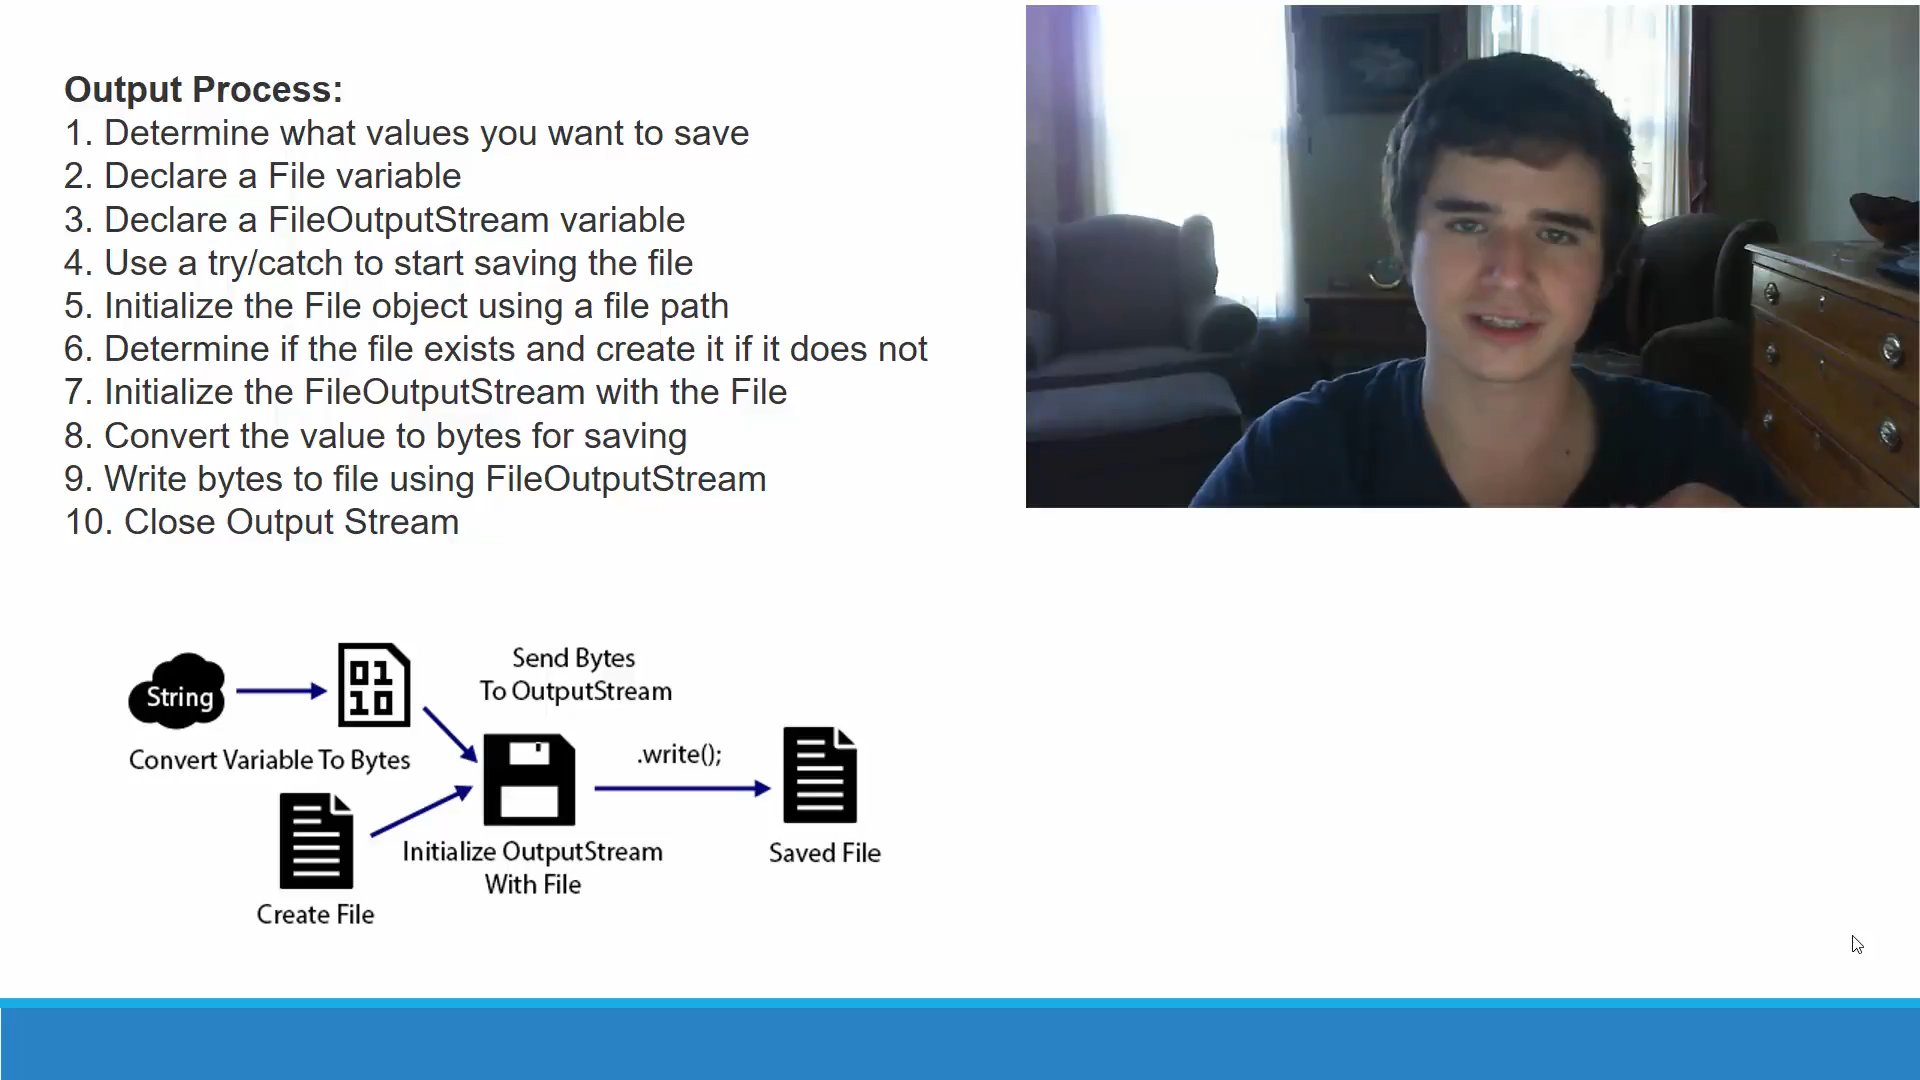 Output Process:
1. Determine what values you want to save
2. Declare a File variable
3. Declare a FileOutputStream variable
4. Use a try/catch to start saving the file
5. Initialize the File object using a file path
6. Determine if the file exists and create it if it does not
7. Initialize the FileOutputStream with the File
8. Convert the value to bytes for saving
9. Write bytes to file using FileOutputStream
10. Close Output Stream
String
01
10
Convert Variable To Bytes
Send Bytes
To OutputStream
.write();
Create File
Initialize OutputStream
With File
Saved File